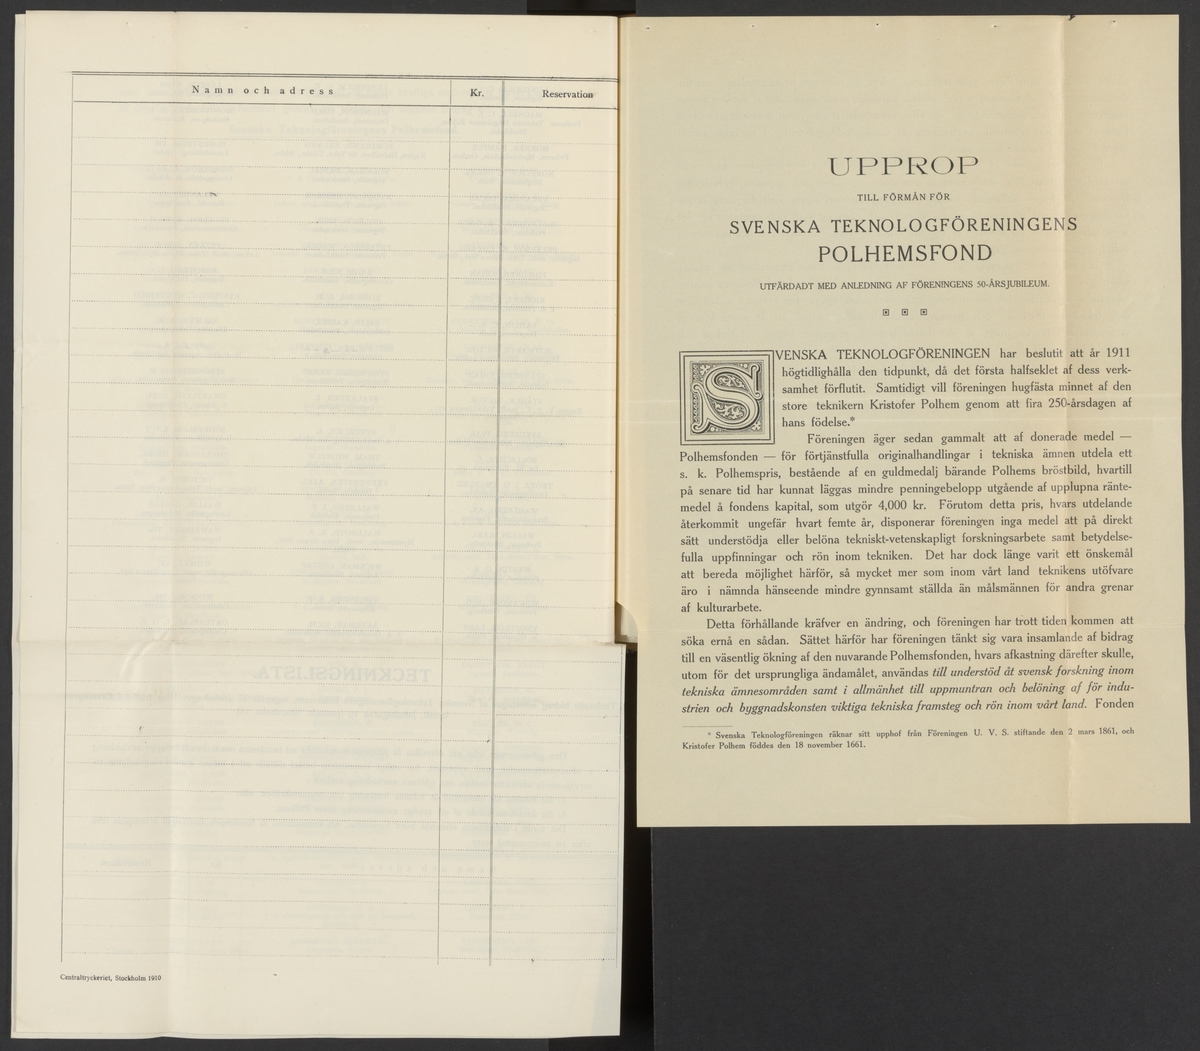 Namn och adress Kr. Reservation
Centraltryckeriet, Stockholm 1910
UPPROP
TILL FÖRMÅN FÖR
SVENSKA TEKNOLOGFÖRENINGENS
POLHEMSFOND
UTFÄRDADT MED ANLEDNING AF FÖRENINGENS 50-ÅRSJUBILEUM.
SVENSKA TEKNOLOGFÖRENINGEN har beslutit att år 1911
högtidlighålla den tidpunkt, då det första halfseklet af dess verk-
samhet förflutit. Samtidigt vill föreningen hugfästa minnet af den
store teknikern Kristofer Polhem genom att fira 250-årsdagen af
hans födelse.*
Föreningen äger sedan gammalt att af donerade medel —
Polhemsfonden — för förtjänstfulla originalhandlingar i tekniska ämnen utdela ett
s. k. Polhemspris, bestående af en guldmedalj bärande Polhems bröstbild, hvartill
på senare tid har kunnat läggas mindre penningebelopp utgående af upplupna ränte-
medel å fondens kapital, som utgör 4,000 kr. Förutom detta pris, hvars utdelande
återkommit ungefär hvart femte år, disponerar föreningen inga medel att på direkt
sätt understödja eller belöna tekniskt-vetenskapligt forskningsarbete samt betydelse-
fulla uppfinningar och rön inom tekniken. Det har dock länge varit ett önskemål
att bereda möjlighet härför, så mycket mer som inom vårt land teknikens utöfvare
äro i nämnda hänseende mindre gynnsamt ställda än målsmännen för andra grenar
af kulturarbete.
Detta förhållande kräfver en ändring, och föreningen har trott tiden kommen att
söka ernå en sådan. Sättet härför har föreningen tänkt sig vara insamlande af bidrag
till en väsentlig ökning af den nuvarande Polhemsfonden, hvars afkastning därefter skulle,
utom för det ursprungliga ändamålet, användas till understöd åt svensk forskning inom
tekniska ämnesområden samt i allmänhet till uppmuntran och belöning af för indu-
strien och byggnadskonsten viktiga tekniska framsteg och rön inom vårt land. Fonden
* Svenska Teknologföreningen räknar sitt upphof från Föreningen U. V. S. stiftande den 2 mars 1861, och
Kristofer Polhem föddes den 18 november 1661.